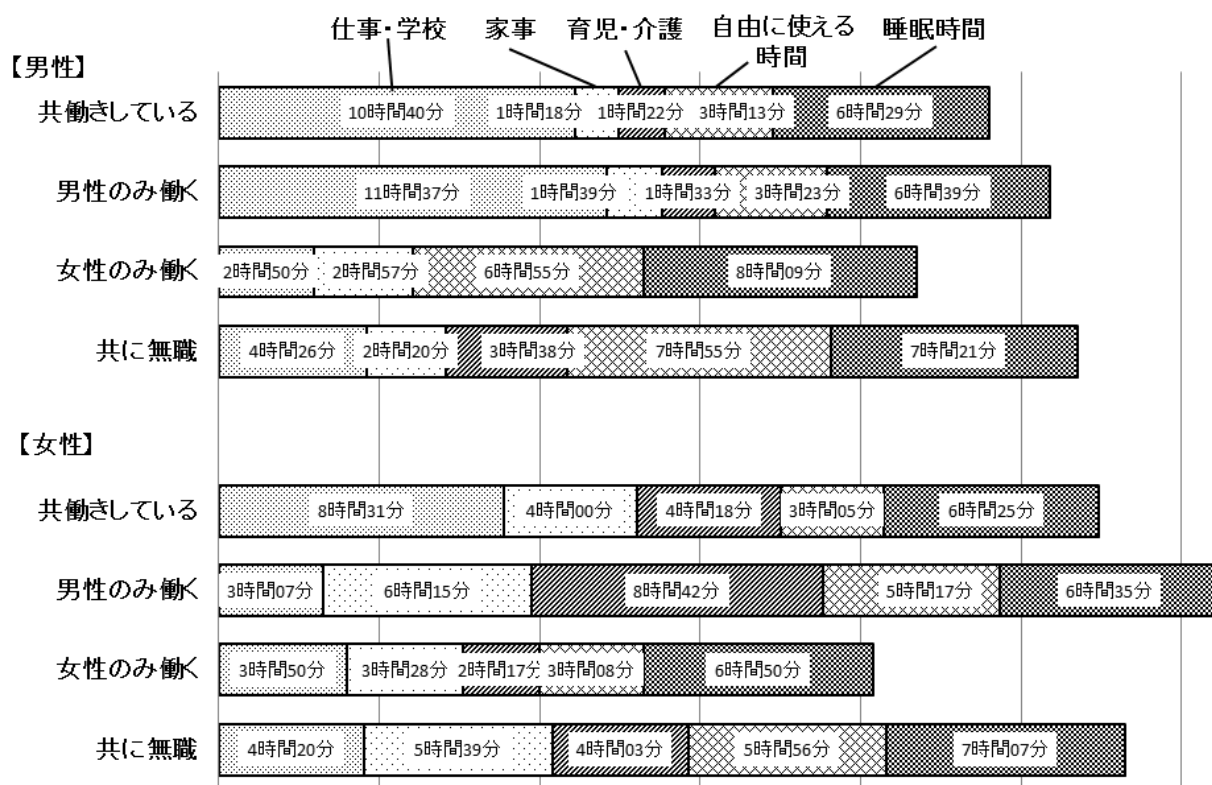 仕事・学校 家事 育児・介護 自由に使える時間 睡眠時間
【男性】
共働きしている 10時間40分 1時間18分 1時間22分 3時間13分 6時間29分
男性のみ働く 11時間37分 1時間39分 1時間33分 3時間23分 6時間39分
女性のみ働く 2時間50分 2時間57分 6時間55分 8時間09分
共に無職 4時間26分 2時間20分 3時間38分 7時間55分 7時間21分
【女性】
共働きしている 8時間31分 4時間00分 4時間18分 3時間05分 6時間25分
男性のみ働く 3時間07分 6時間15分 8時間42分 5時間17分 6時間35分
女性のみ働く 3時間50分 3時間28分 2時間17分 3時間08分 6時間50分
共に無職 4時間20分 5時間39分 4時間03分 5時間56分 7時間07分